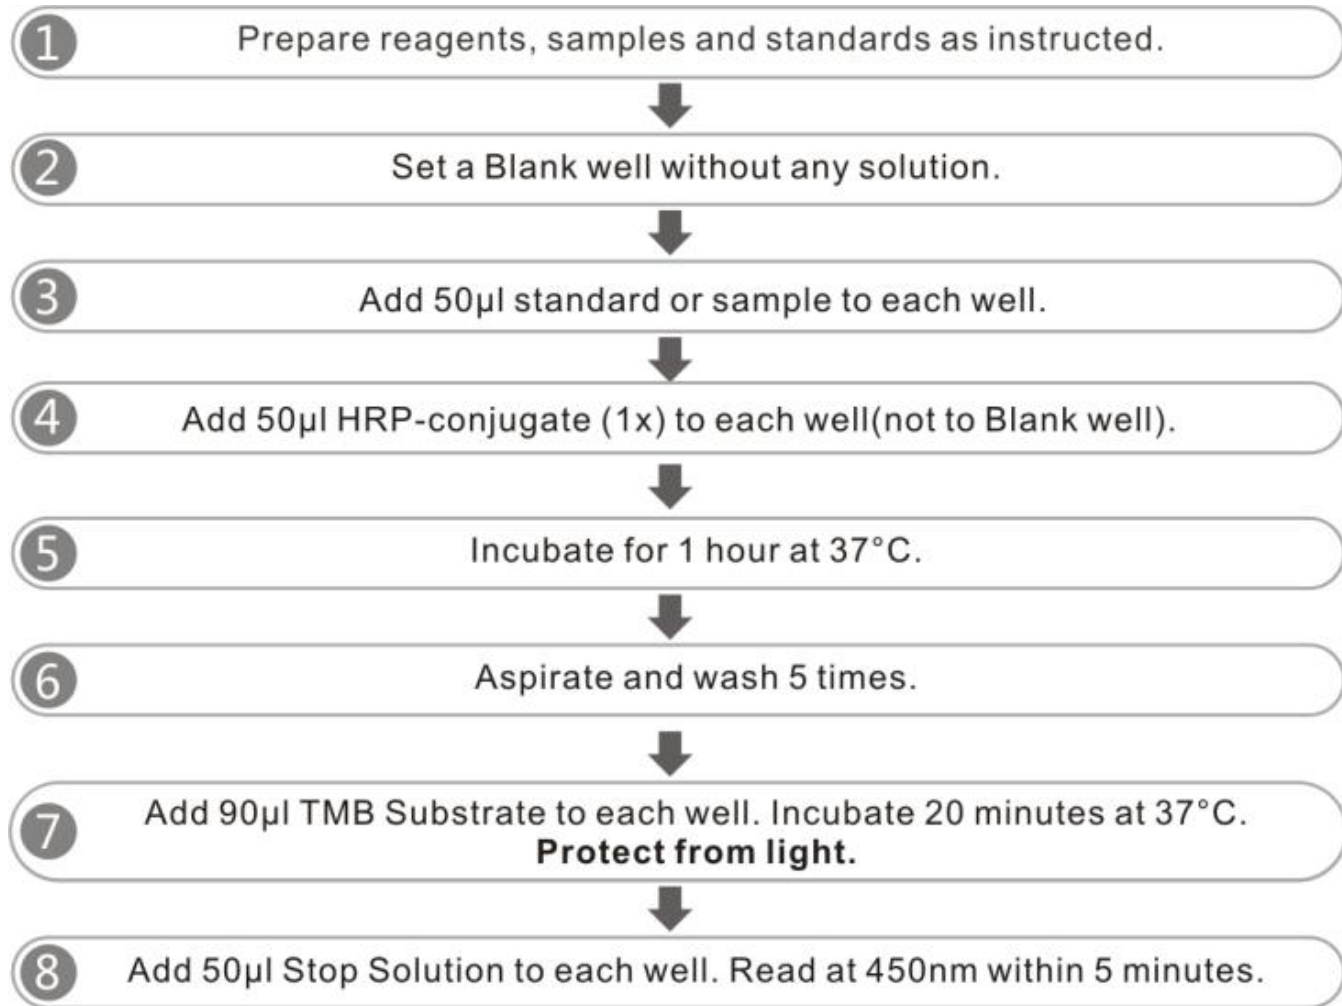 1 Prepare reagents, samples and standards as instructed.
2 Set a Blank well without any solution.
3 Add 50μl standard or sample to each well.
4 Add 50μl HRP-conjugate (1x) to each well(not to Blank well).
5 Incubate for 1 hour at 37°C.
6 Aspirate and wash 5 times.
7 Add 90μl TMB Substrate to each well. Incubate 20 minutes at 37°C.
Protect from light.
8 Add 50μl Stop Solution to each well. Read at 450nm within 5 minutes.